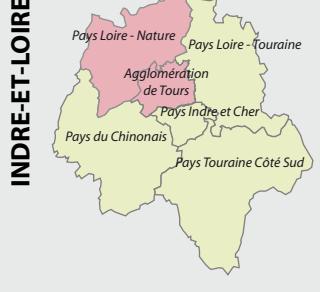 INDRE-ET-LOIRE
Pays Loire - Nature
Pays Loire - Touraine
Agglomération
de Tours
Pays Indre et Cher
Pays du Chinonais
Pays Touraine Côté Sud